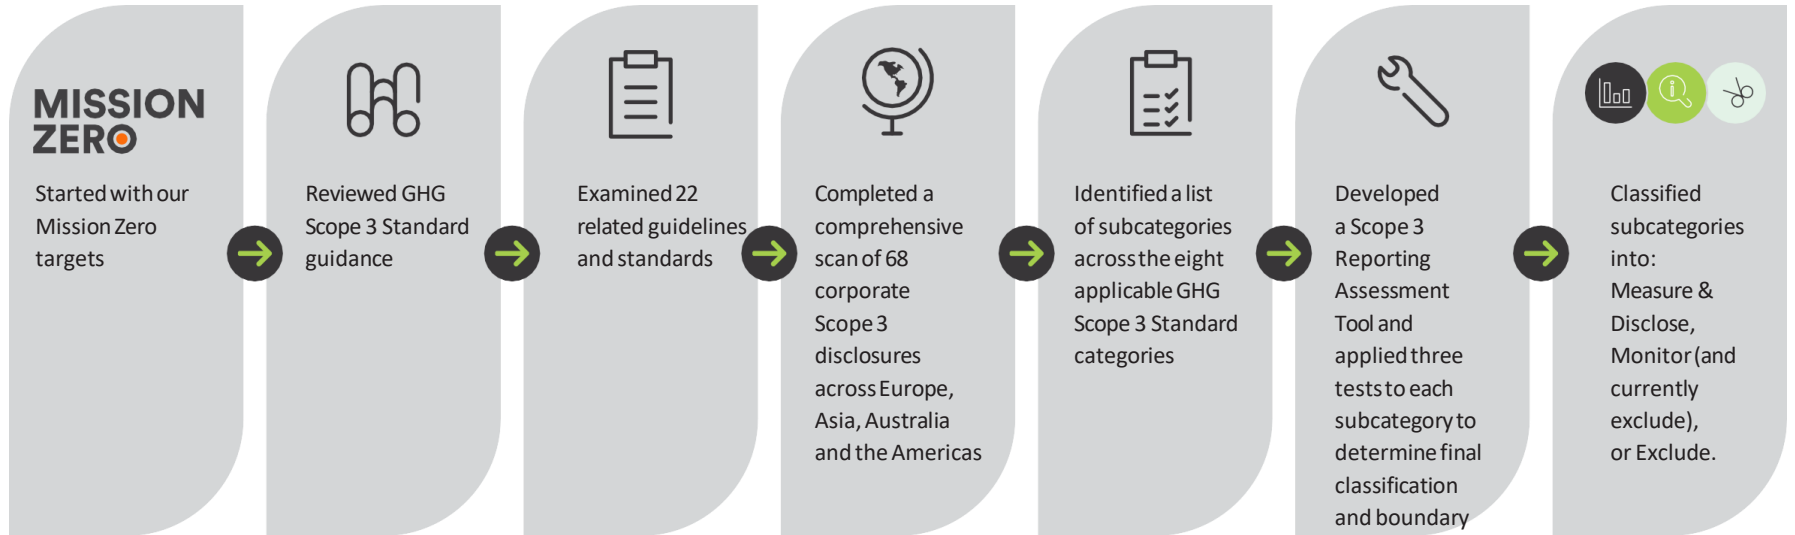 MISSION
ZERO
Started with our
Mission Zero
targets
Reviewed GHG
Scope 3 Standard
guidance
Examined 22
related guidelines
and standards
Completed a
comprehensive
scan of 68
corporate
Scope 3
disclosures
across Europe,
Asia, Australia
and the Americas
Identified a list
of subcategories
across the eight
applicable GHG
Scope 3 Standard
categories
Developed
a Scope 3
Reporting
Assessment
Tool and
applied three
tests to each
subcategory to
determine final
classification
and boundary
Classified
subcategories
into:
Measure &
Disclose,
Monitor (and
currently
exclude),
or Exclude.